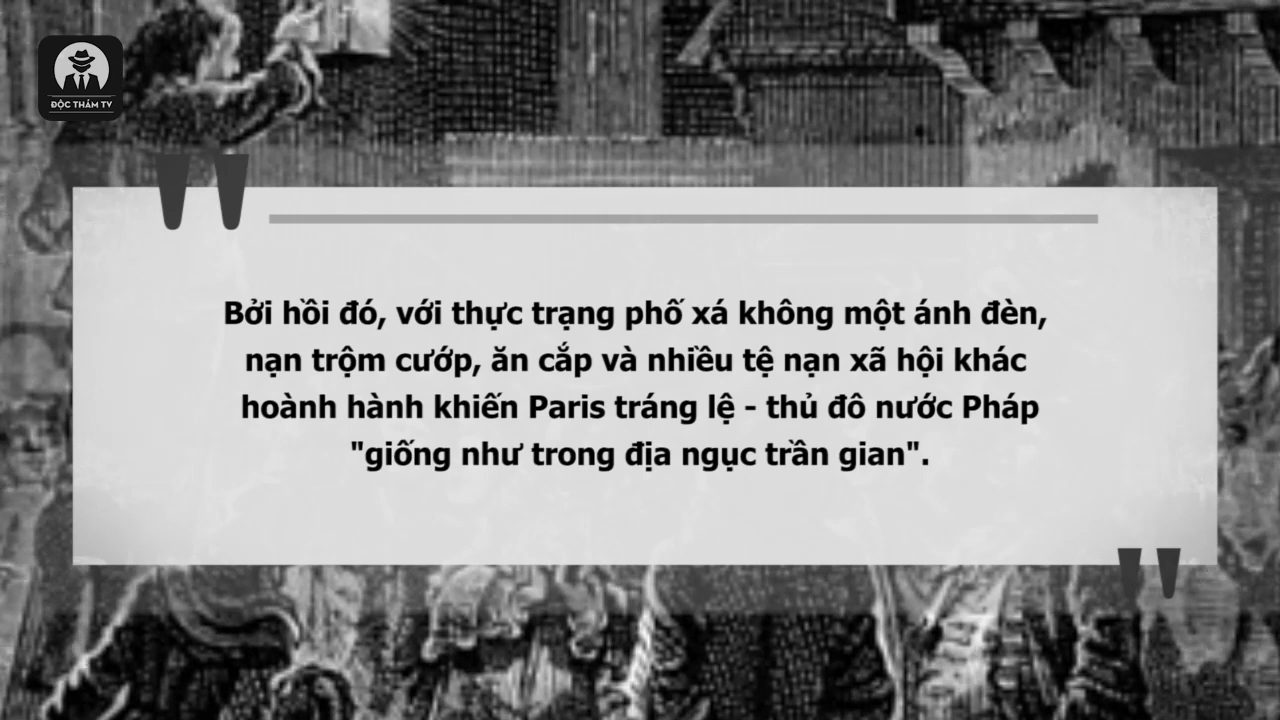 ĐỘC THÁM TV
Bởi hồi đó, với thực trạng phố xá không một ánh đèn,
nạn trộm cướp, ăn cắp và nhiều tệ nạn xã hội khác
hoành hành khiến Paris tráng lệ - thủ đô nước Pháp
"giống như trong địa ngục trần gian".